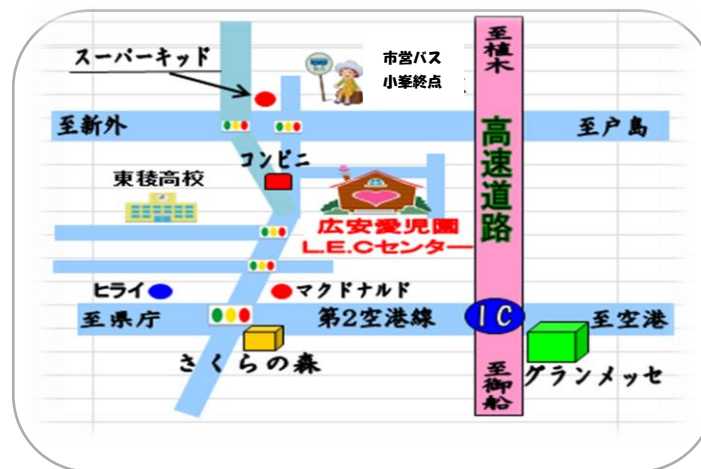 スーパーキッド
市営バス
小峯終点
至植木
至新外
高速道路
至戸島
コンビニ
東稜高校
広安愛児園
L.E.Cセンター
ヒライ
マクドナルド
至県庁
第2空港線
IC
至空港
さくらの森
至御船
グランメッセ